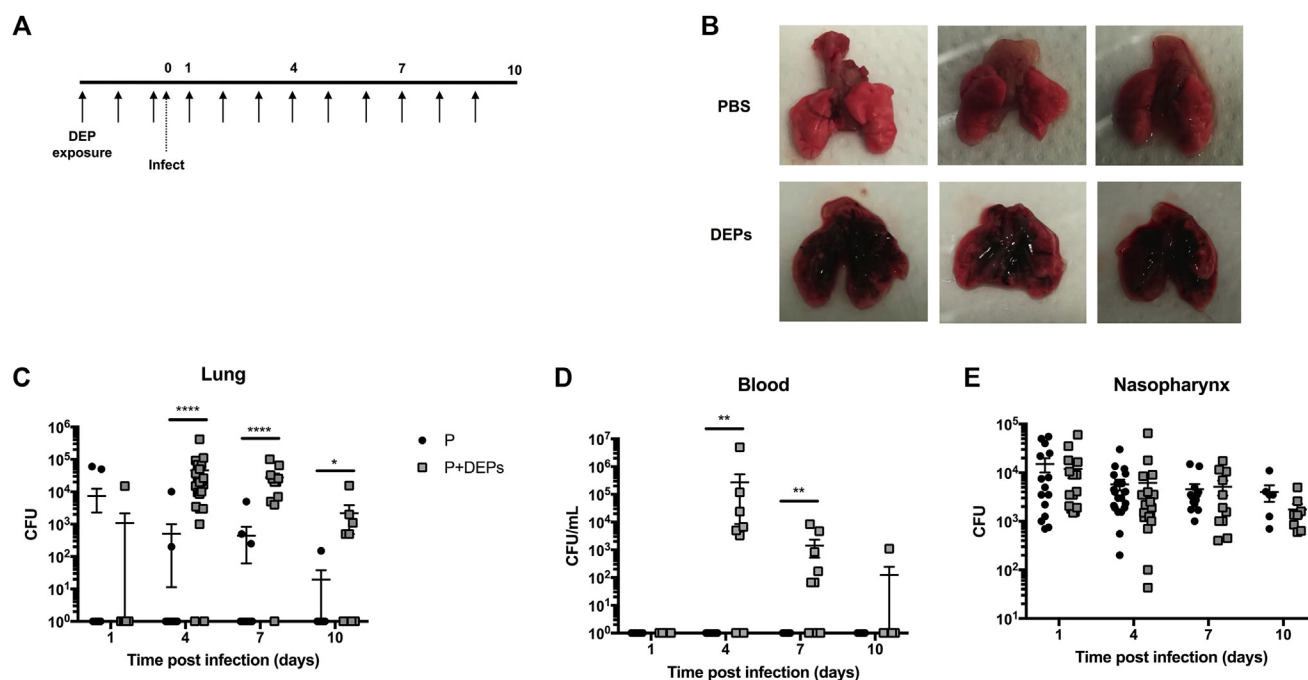 A
0 1 4 7 10
DEP
exposure
Infect
B
PBS
DEPs
C
Lung
****
****
*
CFU
10⁶
10⁵
10⁴
10³
10²
10¹
10⁰
1 4 7 10
Time post infection (days)
P
P+DEPs
D
Blood
**
**
CFU/mL
10⁷
10⁶
10⁵
10⁴
10³
10²
10¹
10⁰
1 4 7 10
Time post infection (days)
E
Nasopharynx
CFU
10⁵
10⁴
10³
10²
10¹
1 4 7 10
Time post infection (days)